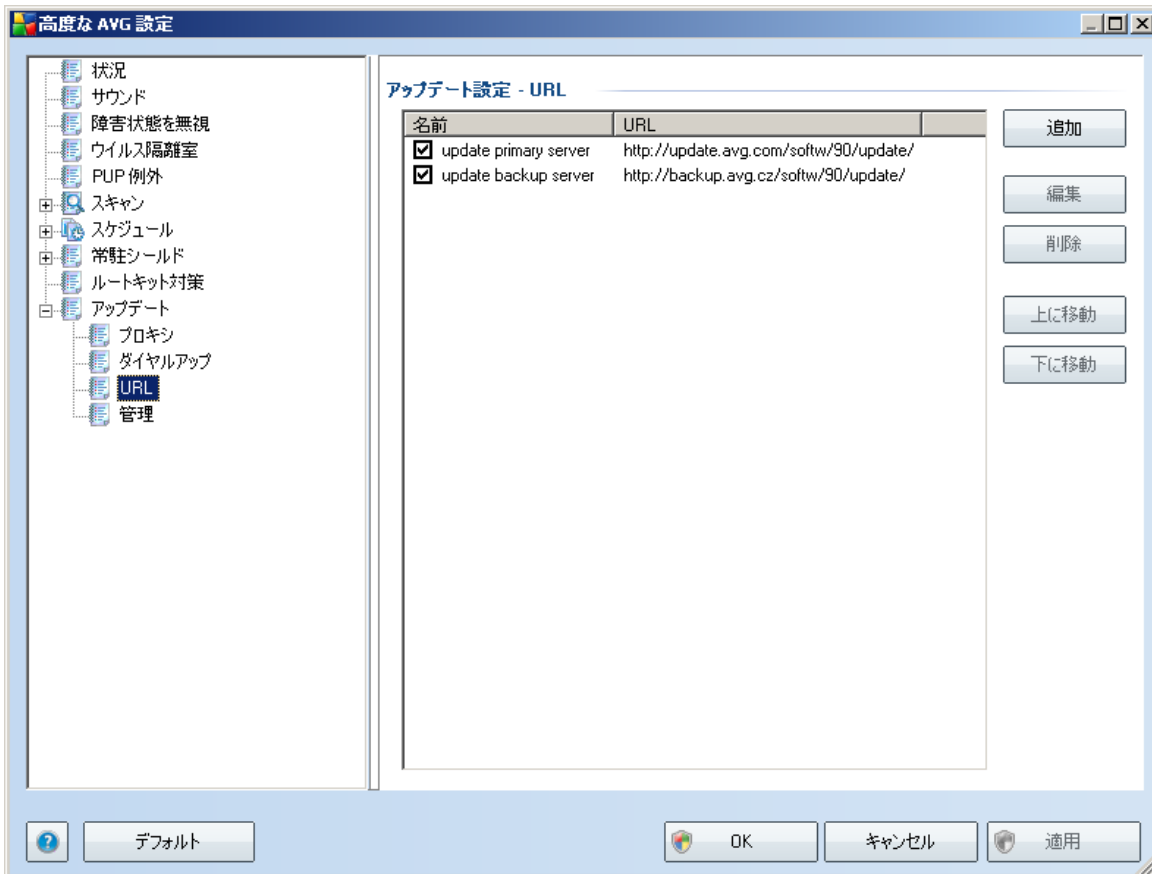 高度な AVG 設定
状況
サウンド
障害状態を無視
ウイルス隔離室
PUP 例外
スキャン
スケジュール
常駐シールド
ルートキット対策
アップデート
プロキシ
ダイヤルアップ
URL
管理
アップデート設定 - URL
名前 URL
update primary server http://update.avg.com/softw/90/update/
update backup server http://backup.avg.cz/softw/90/update/
追加
編集
削除
上に移動
下に移動
デフォルト
OK
キャンセル
適用